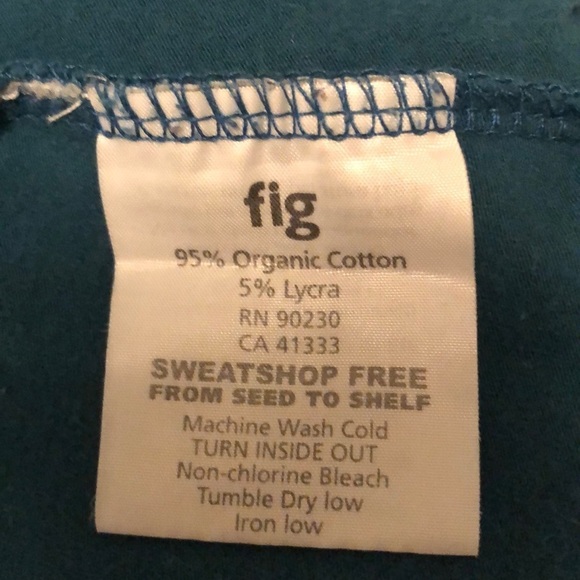 fig
95% Organic Cotton
5% Lycra
RN 90230
CA 41333
SWEATSHOP FREE
FROM SEED TO SHELF
Machine Wash Cold
TURN INSIDE OUT
Non-chlorine Bleach
Tumble Dry low
Iron low